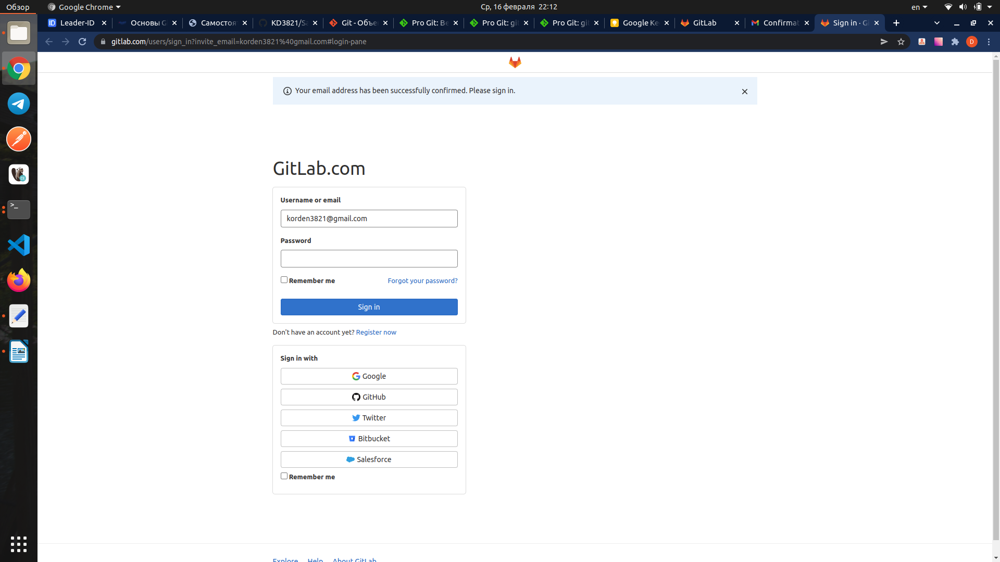 Обзор
Google Chrome
Ср, 16 февраля 22:12
en
Leader-ID
Основы G
Самостоят
KD3821/Sa
Git - Объе
Pro Git: Ве
Pro Git: gi
Pro Git: gi
Google Ke
GitLab
Confirmat
Sign in · Gi
gitlab.com/users/sign_in?invite_email=korden3821%40gmail.com#login-pane
D
Your email address has been successfully confirmed. Please sign in.
GitLab.com
Username or email
korden3821@gmail.com
Password
Remember me
Forgot your password?
Sign in
Don't have an account yet? Register now
Sign in with
Google
GitHub
Twitter
Bitbucket
Salesforce
Remember me
Explore Help About GitLab